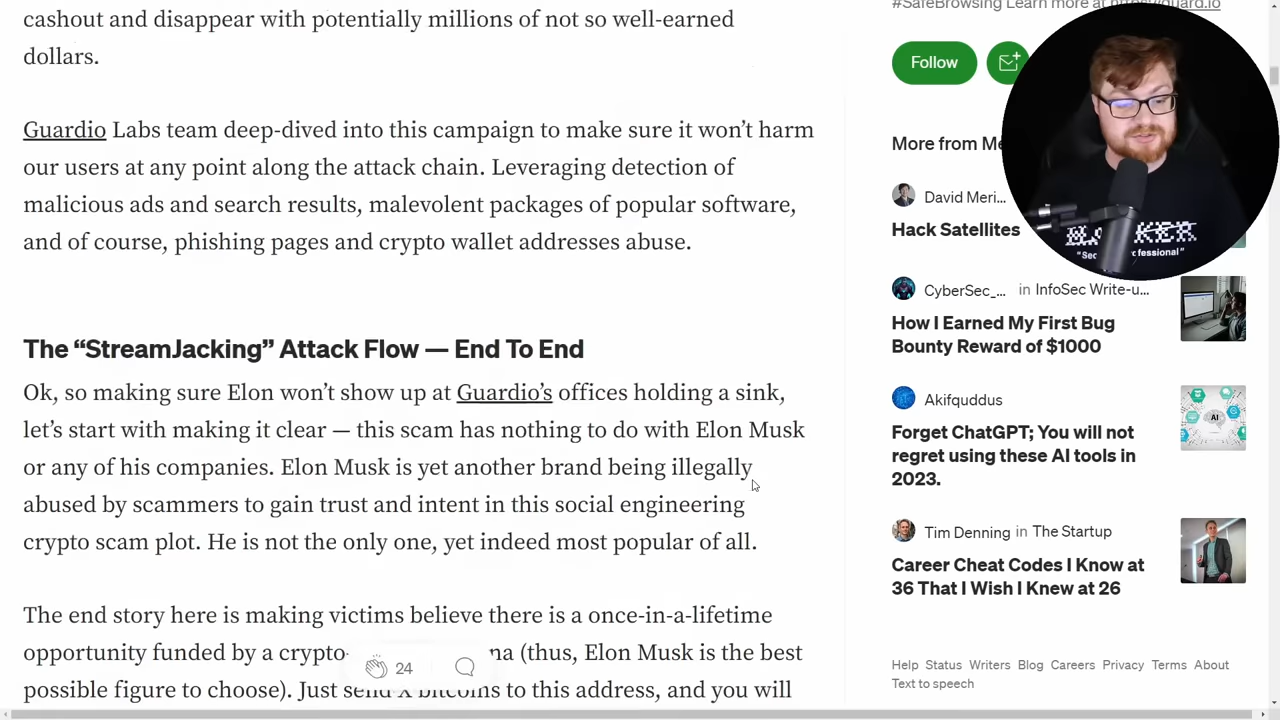 cashout and disappear with potentially millions of not so well-earned
dollars.
Guardio Labs team deep-dived into this campaign to make sure it won’t harm
our users at any point along the attack chain. Leveraging detection of
malicious ads and search results, malevolent packages of popular software,
and of course, phishing pages and crypto wallet addresses abuse.
The “StreamJacking” Attack Flow — End To End
Ok, so making sure Elon won’t show up at Guardio’s offices holding a sink,
let’s start with making it clear — this scam has nothing to do with Elon Musk
or any of his companies. Elon Musk is yet another brand being illegally
abused by scammers to gain trust and intent in this social engineering
crypto scam plot. He is not the only one, yet indeed most popular of all.
The end story here is making victims believe there is a once-in-a-lifetime
opportunity funded by a crypto- na (thus, Elon Musk is the best
possible figure to choose). Just send X bitcoins to this address, and you will
24
#SafeBrowsing Learn more at
Follow
More from Me
David Meri...
Hack Satellites
CyberSec_... in InfoSec Write-u...
How I Earned My First Bug
Bounty Reward of $1000
Akifquddus
Forget ChatGPT; You will not
regret using these AI tools in
2023.
AI
Tim Denning in The Startup
Career Cheat Codes I Know at
36 That I Wish I Knew at 26
Help Status Writers Blog Careers Privacy Terms About
Text to speech